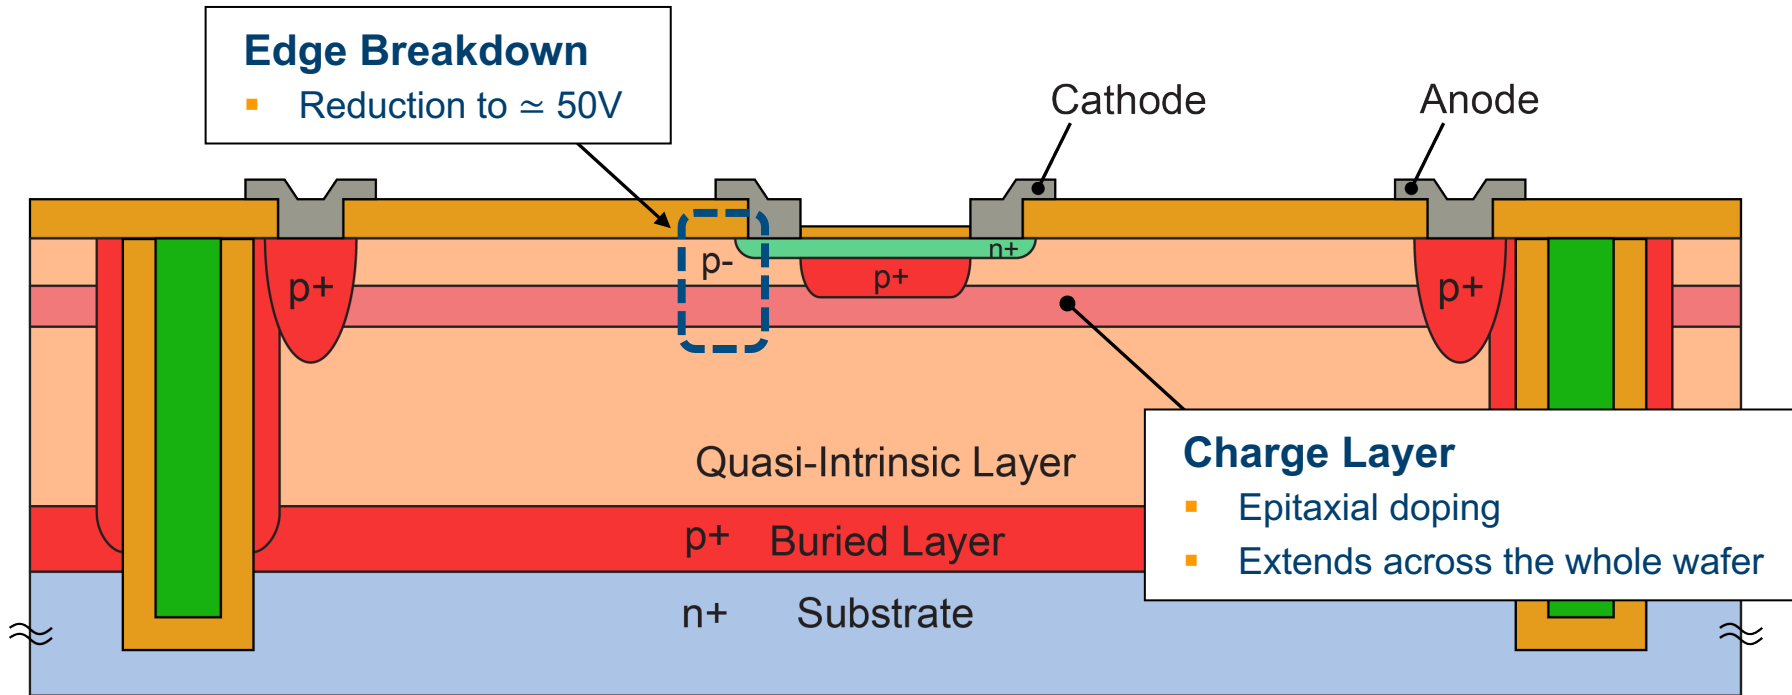 Edge Breakdown
▪ Reduction to ≃ 50V
Cathode
Anode
n+
p-
p+
p+
p+
Quasi-Intrinsic Layer
Charge Layer
▪ Epitaxial doping
▪ Extends across the whole wafer
p+ Buried Layer
n+ Substrate